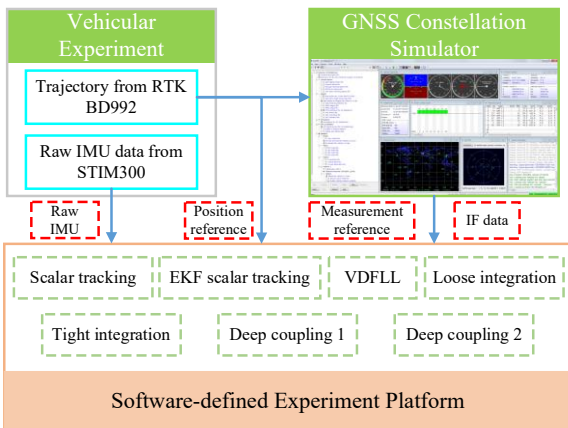 Vehicular
Experiment
GNSS Constellation
Simulator
Trajectory from RTK
BD992
Raw IMU data from
STIM300
Raw
IMU
Position
reference
Measurement
reference
IF data
Scalar tracking
EKF scalar tracking
VDFLL
Loose integration
Tight integration
Deep coupling 1
Deep coupling 2
Software-defined Experiment Platform